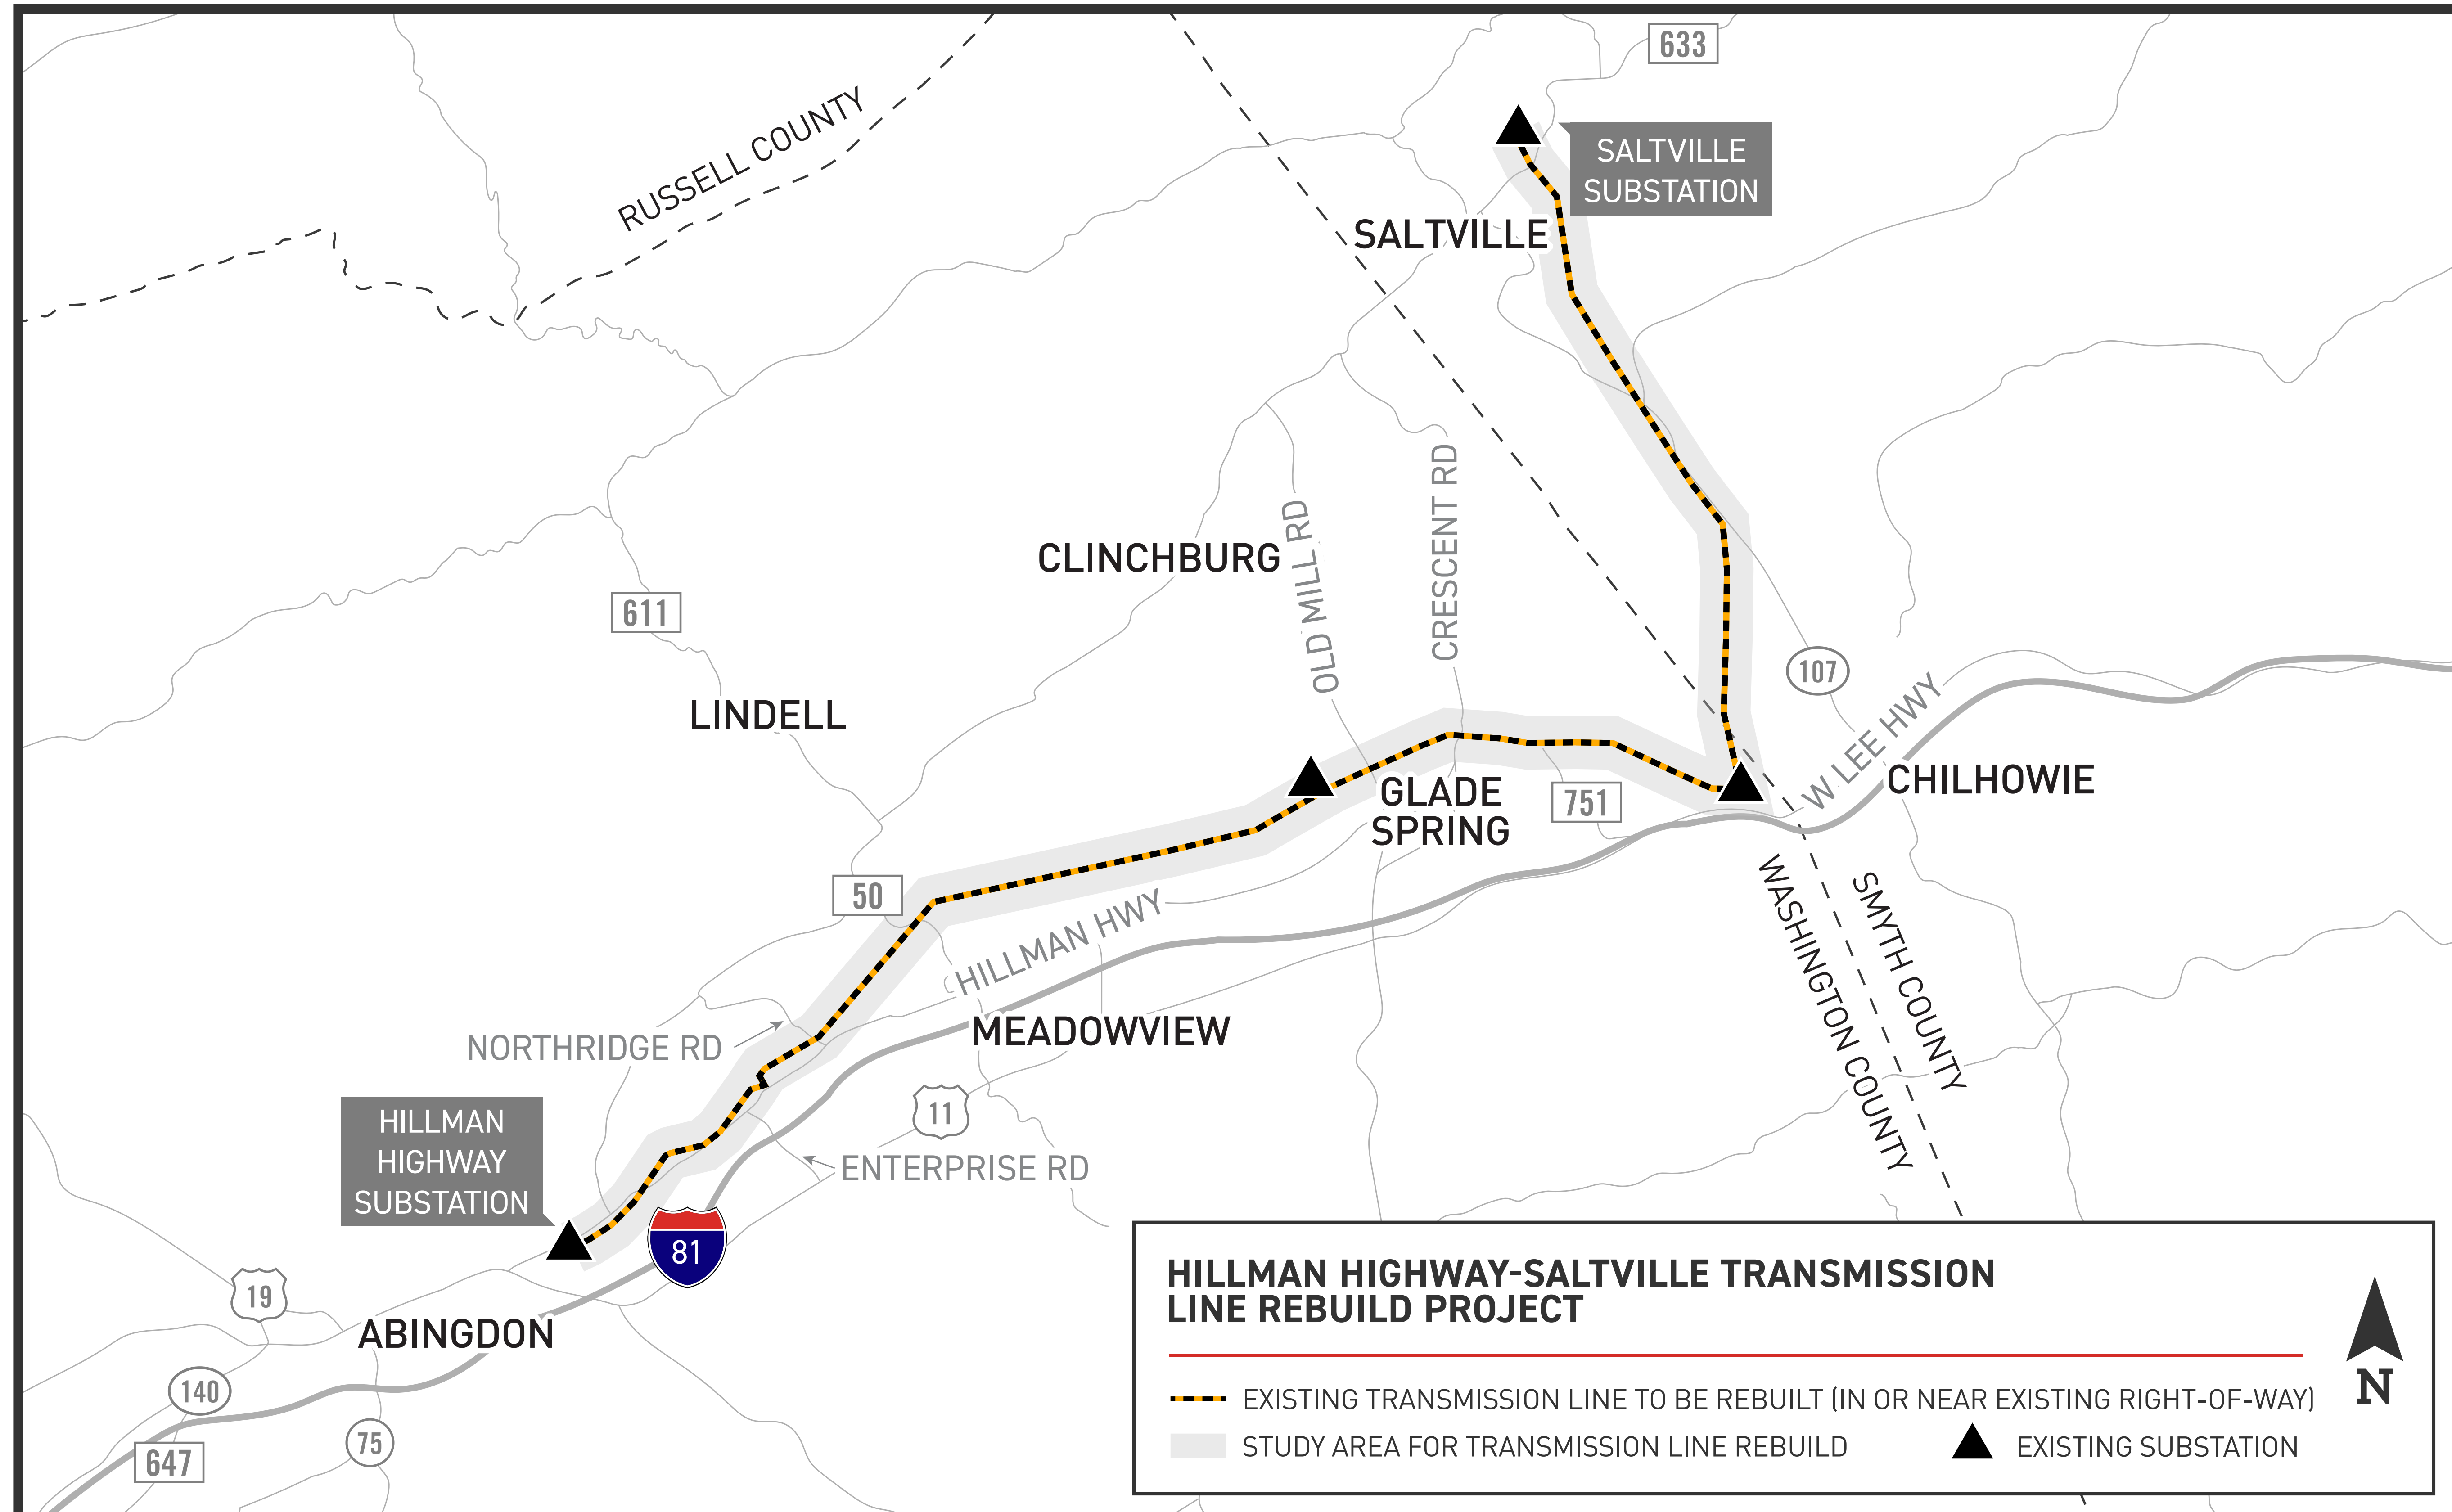 633
RUSSELL COUNTY
SALTVILLE
SUBSTATION
SALTVILLE
CRESCENT RD
OLD MILL RD
CLINCHBURG
611
107
LINDELL
W LEE HWY
CHILHOWIE
GLADE
SPRING
751
50
HILLMAN HWY
WASHINGTON COUNTY
SMYTH COUNTY
MEADOWVIEW
NORTHRIDGE RD
11
ENTERPRISE RD
HILLMAN
HIGHWAY
SUBSTATION
81
19
ABINGDON
140
75
647
HILLMAN HIGHWAY-SALTVILLE TRANSMISSION
LINE REBUILD PROJECT
EXISTING TRANSMISSION LINE TO BE REBUILT (IN OR NEAR EXISTING RIGHT-OF-WAY)
STUDY AREA FOR TRANSMISSION LINE REBUILD
EXISTING SUBSTATION
N